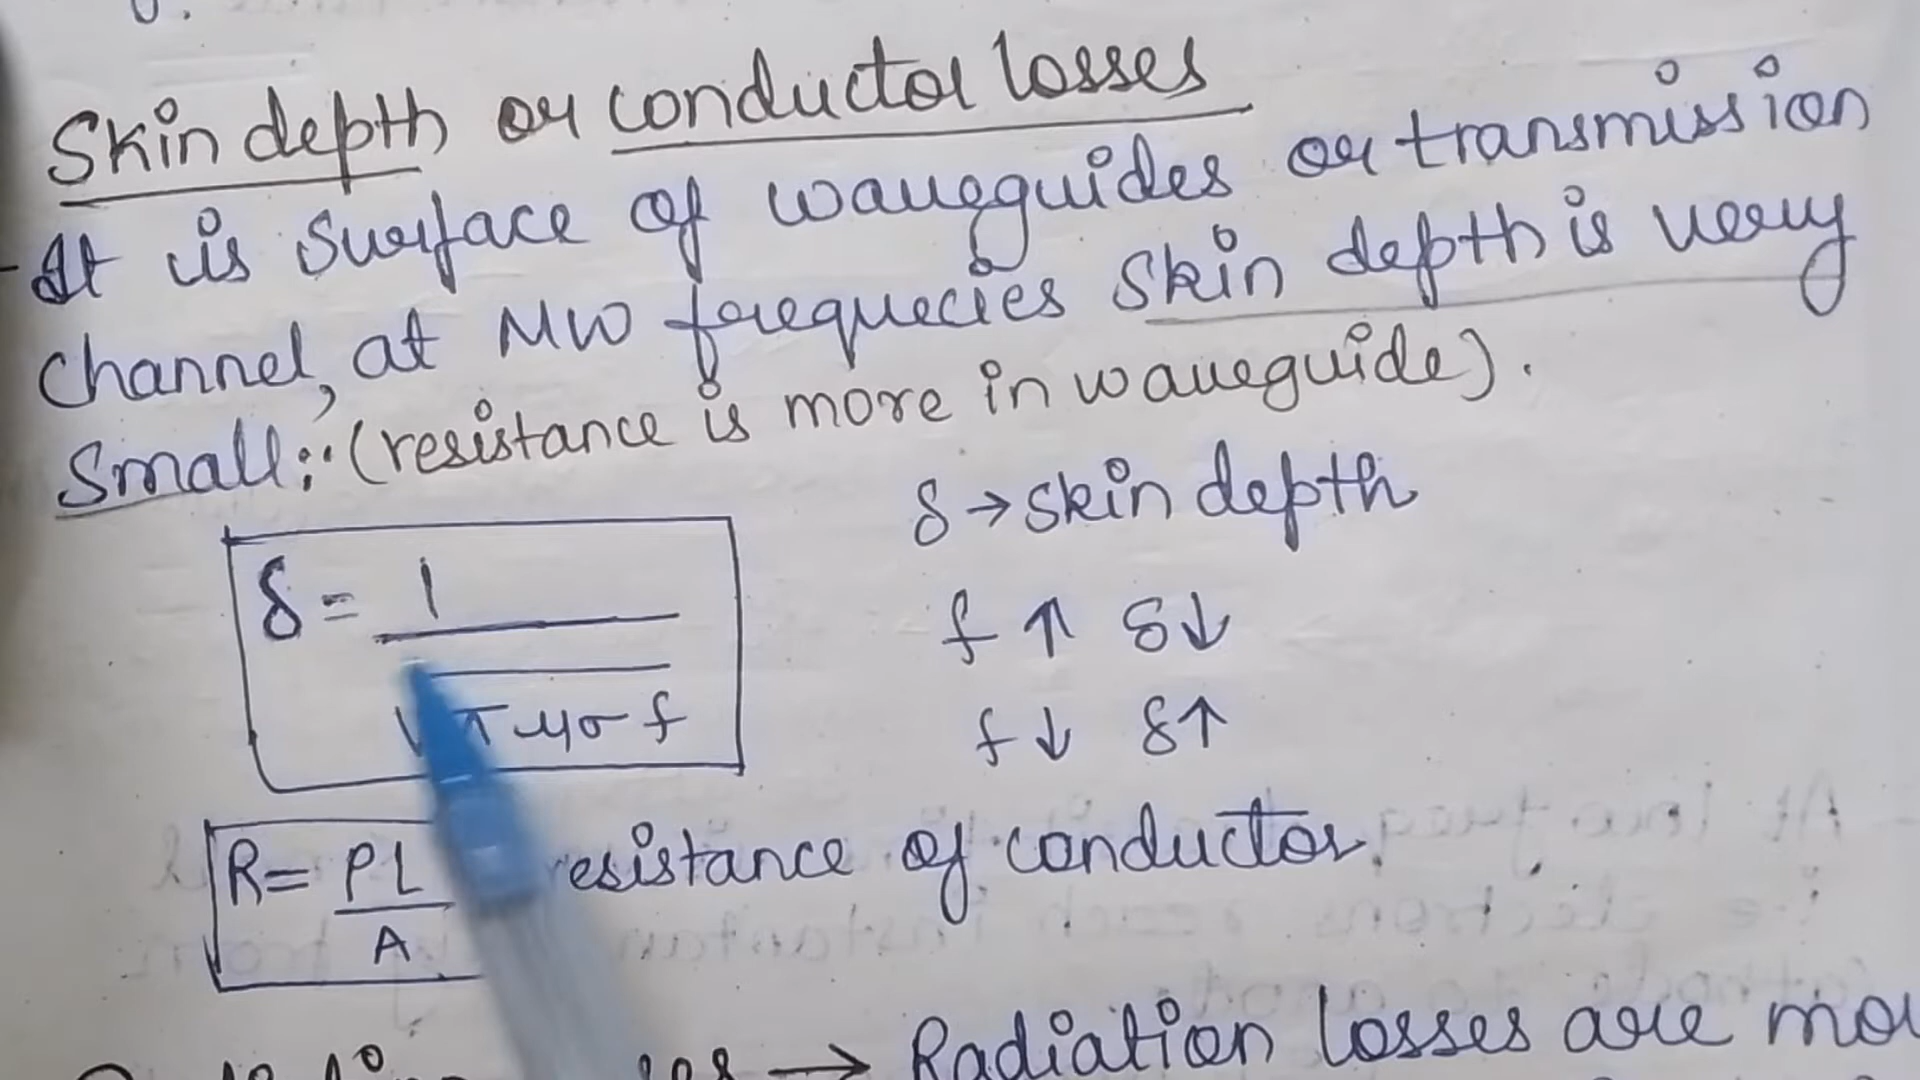 Skin depth or conductor losses
It is surface of waveguides or transmission
channel, at MW frequecies skin depth is very
small ∵ (resistance is more in waveguide).
δ → skin depth
δ = 1
√πμσf
f ↑ δ↓
f ↓ δ↑
R = ρL resistance of conductor
A
→ Radiation losses are